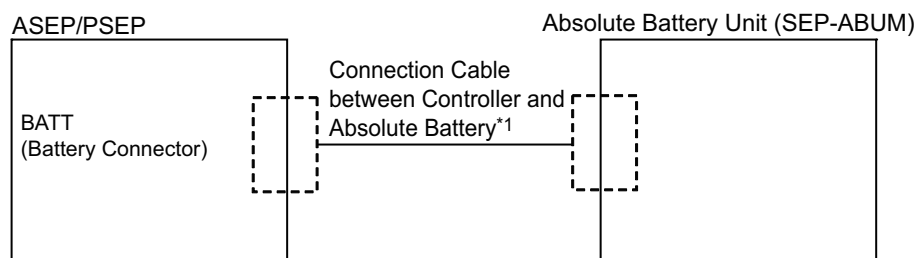 ASEP/PSEP
Absolute Battery Unit (SEP-ABUM)
Connection Cable
between Controller and
Absolute Battery*1
BATT
(Battery Connector)